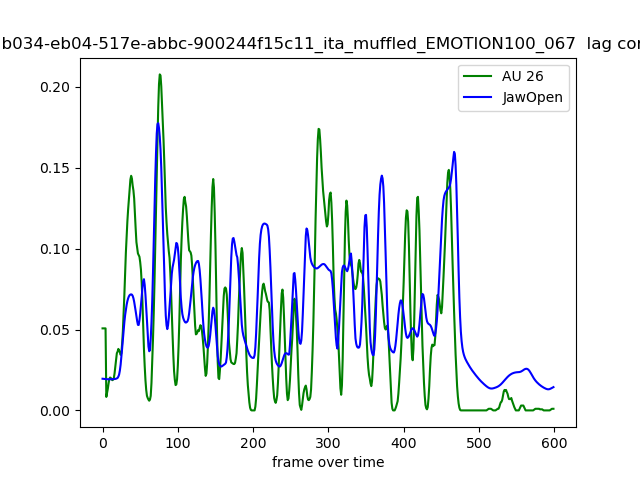 b034-eb04-517e-abbc-900244f15c11_ita_muffled_EMOTION100_067 lag
AU 26
JawOpen
0.20
0.15
0.10
0.05
0.00
0 100 200 300 400 500 600
frame over time